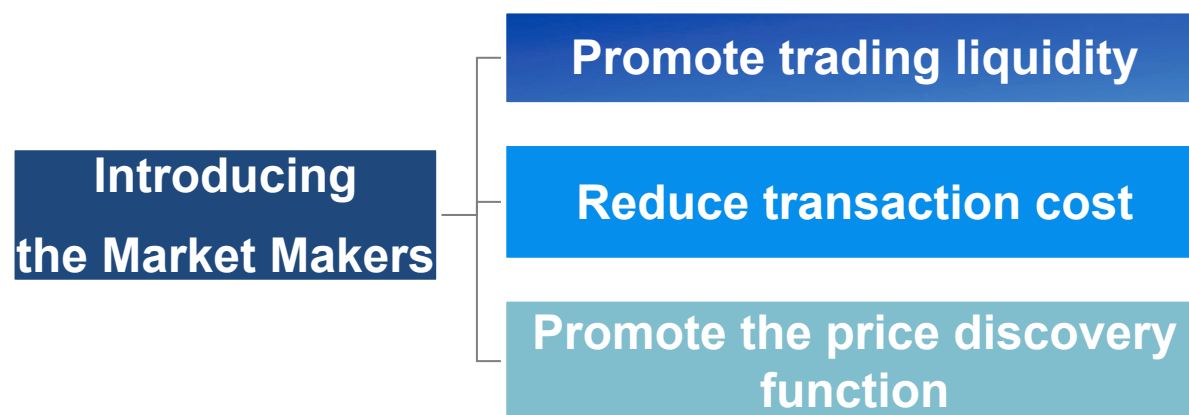 Introducing
the Market Makers
Promote trading liquidity
Reduce transaction cost
Promote the price discovery
function